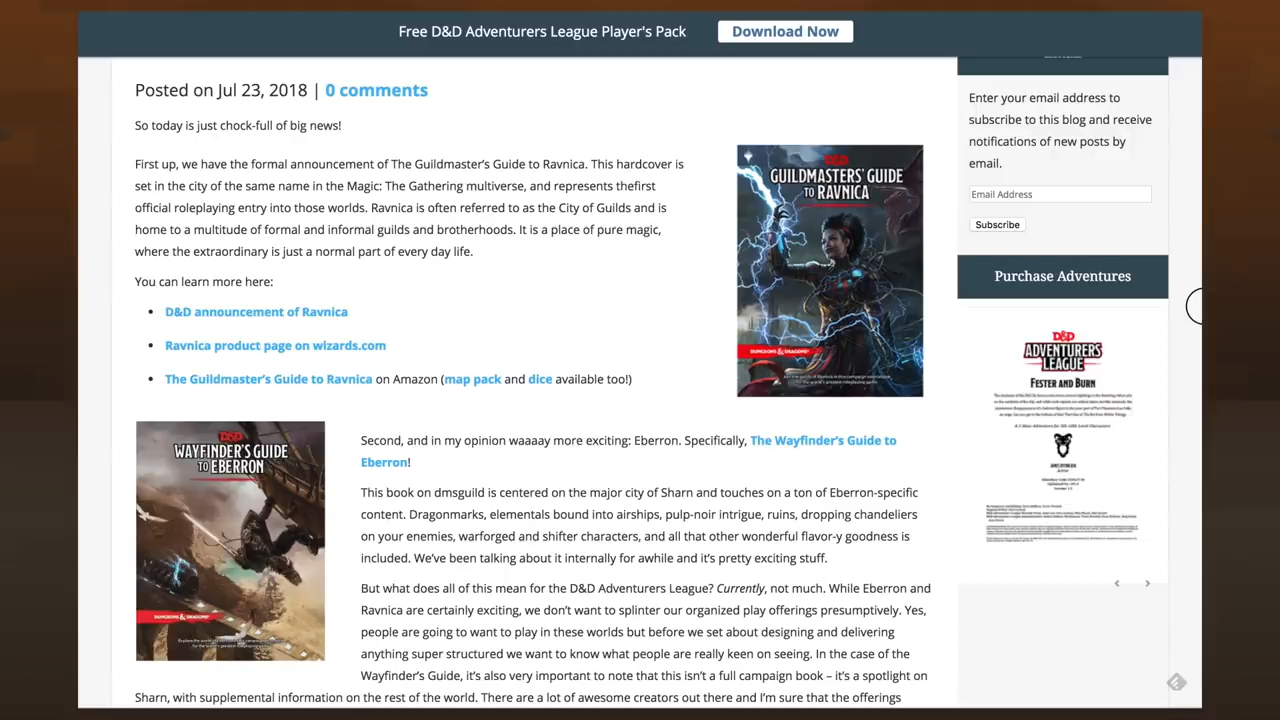 Free D&D Adventurers League Player's Pack
Download Now
Posted on Jul 23, 2018 | 0 comments
So today is just chock-full of big news!
First up, we have the formal announcement of The Guildmaster's Guide to Ravnica. This hardcover is
set in the city of the same name in the Magic: The Gathering multiverse, and represents thefirst
official roleplaying entry into those worlds. Ravnica is often referred to as the City of Guilds and is
home to a multitude of formal and informal guilds and brotherhoods. It is a place of pure magic,
where the extraordinary is just a normal part of every day life.
You can learn more here:
D&D announcement of Ravnica
Ravnica product page on wizards.com
The Guildmaster's Guide to Ravnica on Amazon (map pack and dice available too!)
D&D
GUILDMASTERS' GUIDE
TO RAVNICA
DUNGEONS & DRAGONS
D&D
WAYFINDER'S GUIDE
TO EBERRON
DUNGEONS & DRAGONS
Second, and in my opinion waaaay more exciting: Eberron. Specifically, The Wayfinder's Guide to
Eberron!
This book on dmsguild is centered on the majority of Sharn and touches on a ton of Eberron-specific
content. Dragonmarks, elementals bound into airships, pulp-noir intrigue, ruins, dropping chandeliers
on your enemies, warforged and shifter characters, and all that other wonderful flavor-y goodness is
included. We've been talking about it internally for awhile and it's pretty exciting stuff.
But what does all of this mean for the D&D Adventurers League? Currently, not much. While Eberron and
Ravnica are certainly exciting, we don't want to splinter our organized play offerings presumptively. Yes,
people are going to want to play in these worlds but before we set about designing and delivering
anything super structured we want to know what people are really keen on seeing. In the case of the
Wayfinder's Guide, it's also very important to note that this isn't a full campaign book – it's a spotlight on
Sharn, with supplemental information on the rest of the world. There are a lot of awesome creators out there and I'm sure that the offerings
Enter your email address to
subscribe to this blog and receive
notifications of new posts by
email.
Email Address
Subscribe
Purchase Adventures
D&D
ADVENTURERS
LEAGUE
FESTER AND BURN